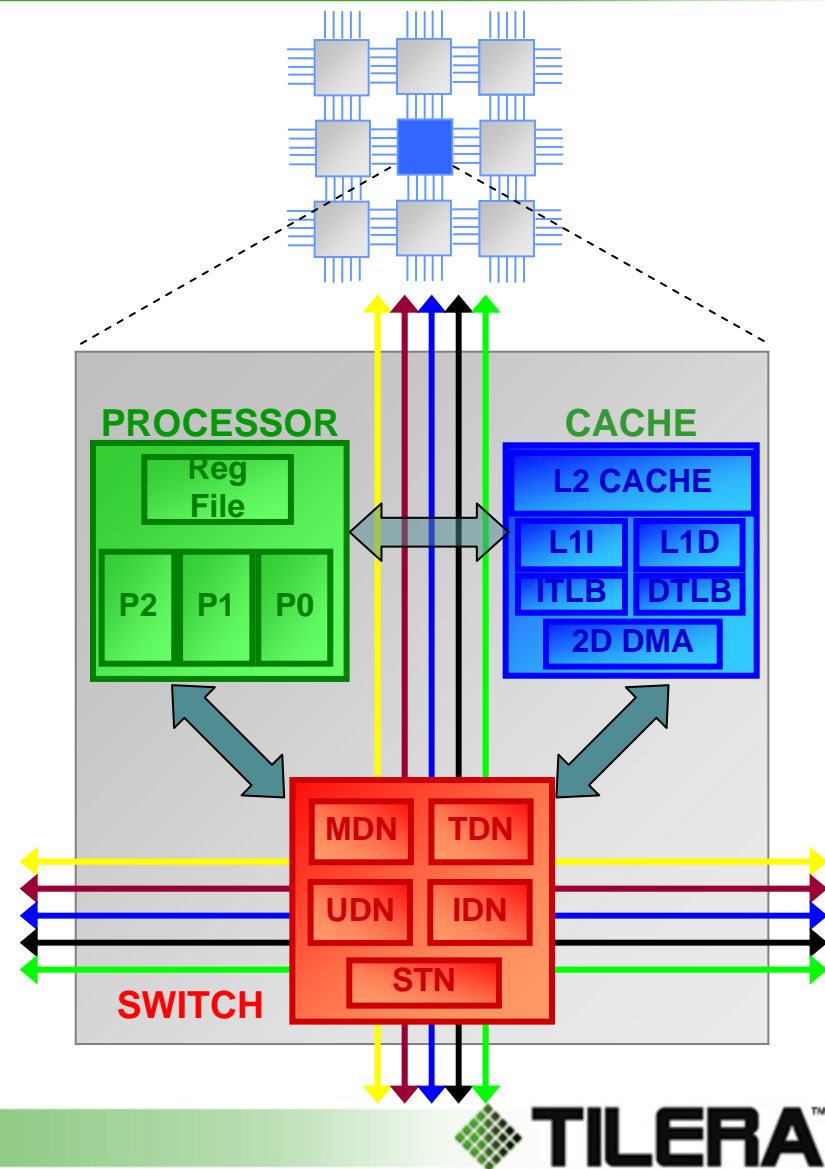 PROCESSOR
CACHE
Reg
File
P2 P1 P0
L2 CACHE
L1I L1D
ITLB DTLB
2D DMA
MDN TDN
UDN IDN
STN
SWITCH
TILERA™